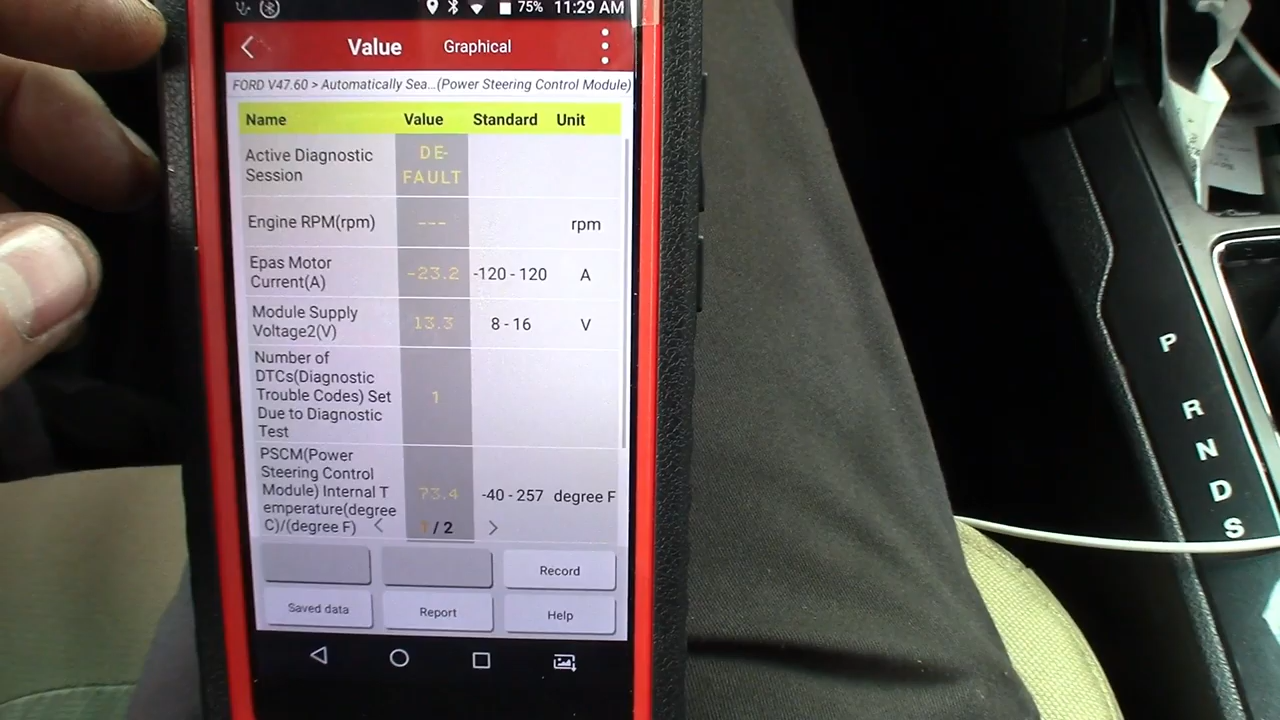 75% 11:29 AM
Value Graphical
FORD V47.60 > Automatically Sea...(Power Steering Control Module)
Name Value Standard Unit
Active Diagnostic
Session
DE-
FAULT
Engine RPM(rpm) --- rpm
Epas Motor
Current(A)
-23.2 -120 - 120 A
Module Supply
Voltage2(V)
13.3 8 - 16 V
Number of
DTCs(Diagnostic
Trouble Codes) Set
Due to Diagnostic
Test
1
PSCM(Power
Steering Control
Module) Internal T
emperature(degree
C)/(degree F)
73.4 -40 - 257 degree F
< 1 / 2 >
Record
Saved data Report Help
P
R
N
D
S